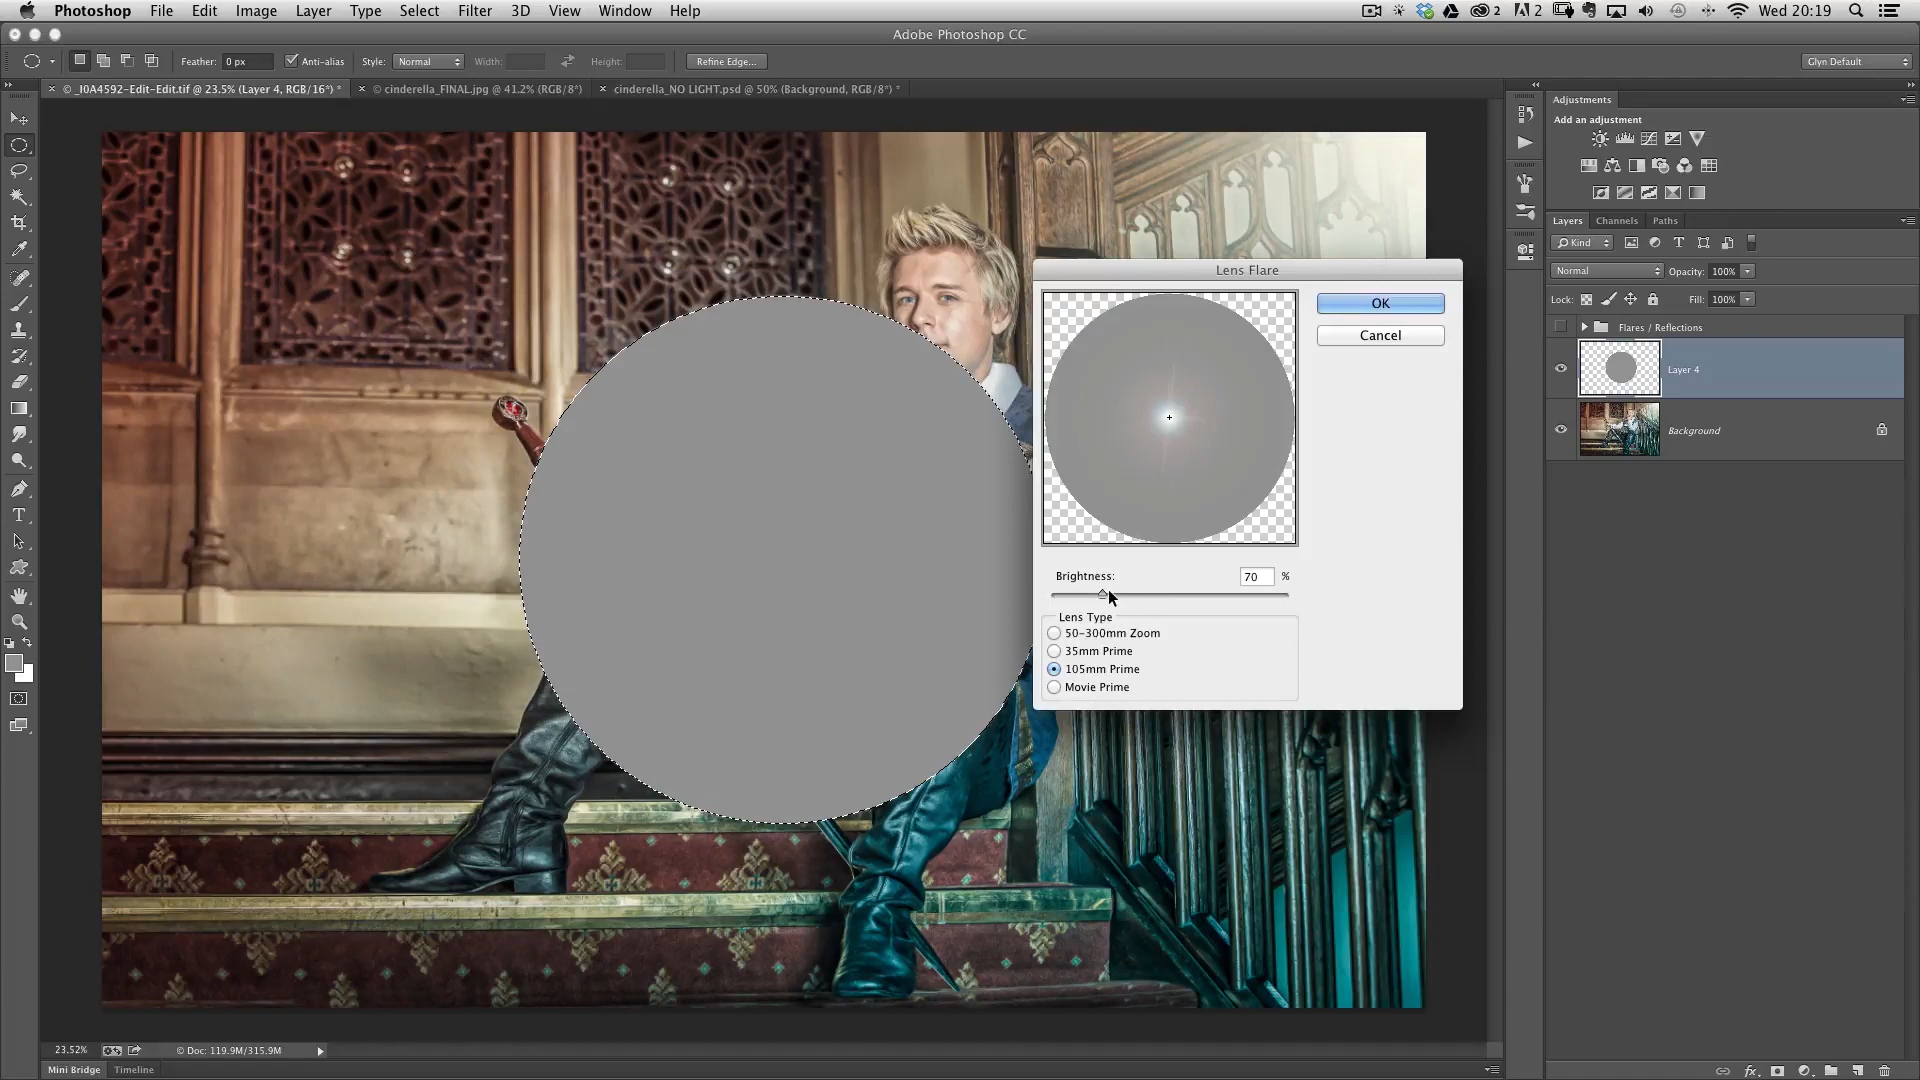 Photoshop File Edit Image Layer Type Select Filter 3D View Window Help 2 2 Wed 20:19
Adobe Photoshop CC
Feather: 0 px Anti-alias Style: Normal Width: Height: Refine Edge... Glyn Default
© _I0A4592-Edit-Edit.tif @ 23.5% (Layer 4, RGB/16*) * © cinderella_FINAL.jpg @ 41.2% (RGB/8*) cinderella_NO LIGHT.psd @ 50% (Background, RGB/8*) *
Adjustments
Add an adjustment
Layers Channels Paths
Kind
Normal Opacity: 100%
Lock: Fill: 100%
Flares / Reflections
Layer 4
Background
Lens Flare
OK
Cancel
Brightness: 70 %
Lens Type
50-300mm Zoom
35mm Prime
105mm Prime
Movie Prime
23.52% © Doc: 119.9M/315.9M
Mini Bridge Timeline